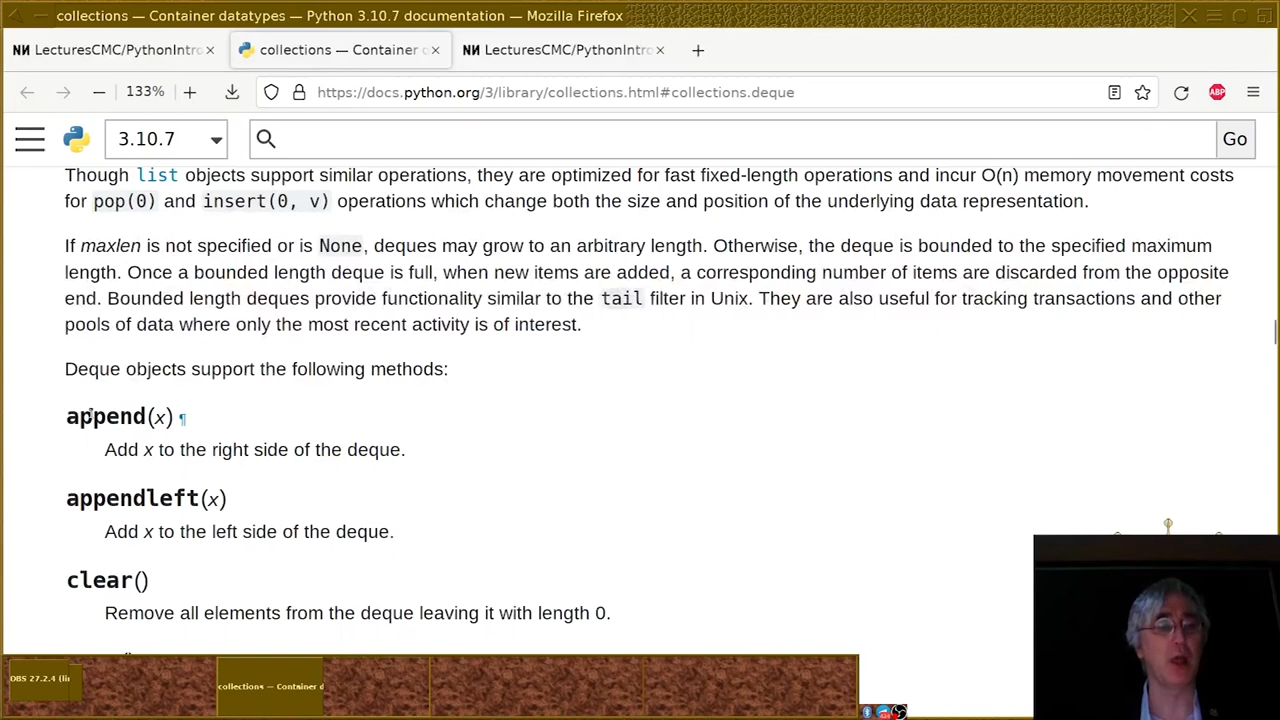 collections — Container datatypes — Python 3.10.7 documentation — Mozilla Firefox
LecturesCMC/PythonIntro
collections — Container
LecturesCMC/PythonIntro
133%
https://docs.python.org/3/library/collections.html#collections.deque
ABP
3.10.7
Go
Though list objects support similar operations, they are optimized for fast fixed-length operations and incur O(n) memory movement costs
for pop(0) and insert(0, v) operations which change both the size and position of the underlying data representation.
If maxlen is not specified or is None, deques may grow to an arbitrary length. Otherwise, the deque is bounded to the specified maximum
length. Once a bounded length deque is full, when new items are added, a corresponding number of items are discarded from the opposite
end. Bounded length deques provide functionality similar to the tail filter in Unix. They are also useful for tracking transactions and other
pools of data where only the most recent activity is of interest.
Deque objects support the following methods:
append(x) ¶
Add x to the right side of the deque.
appendleft(x)
Add x to the left side of the deque.
clear()
Remove all elements from the deque leaving it with length 0.
OBS 27.2.4 (lin
collections — Container d